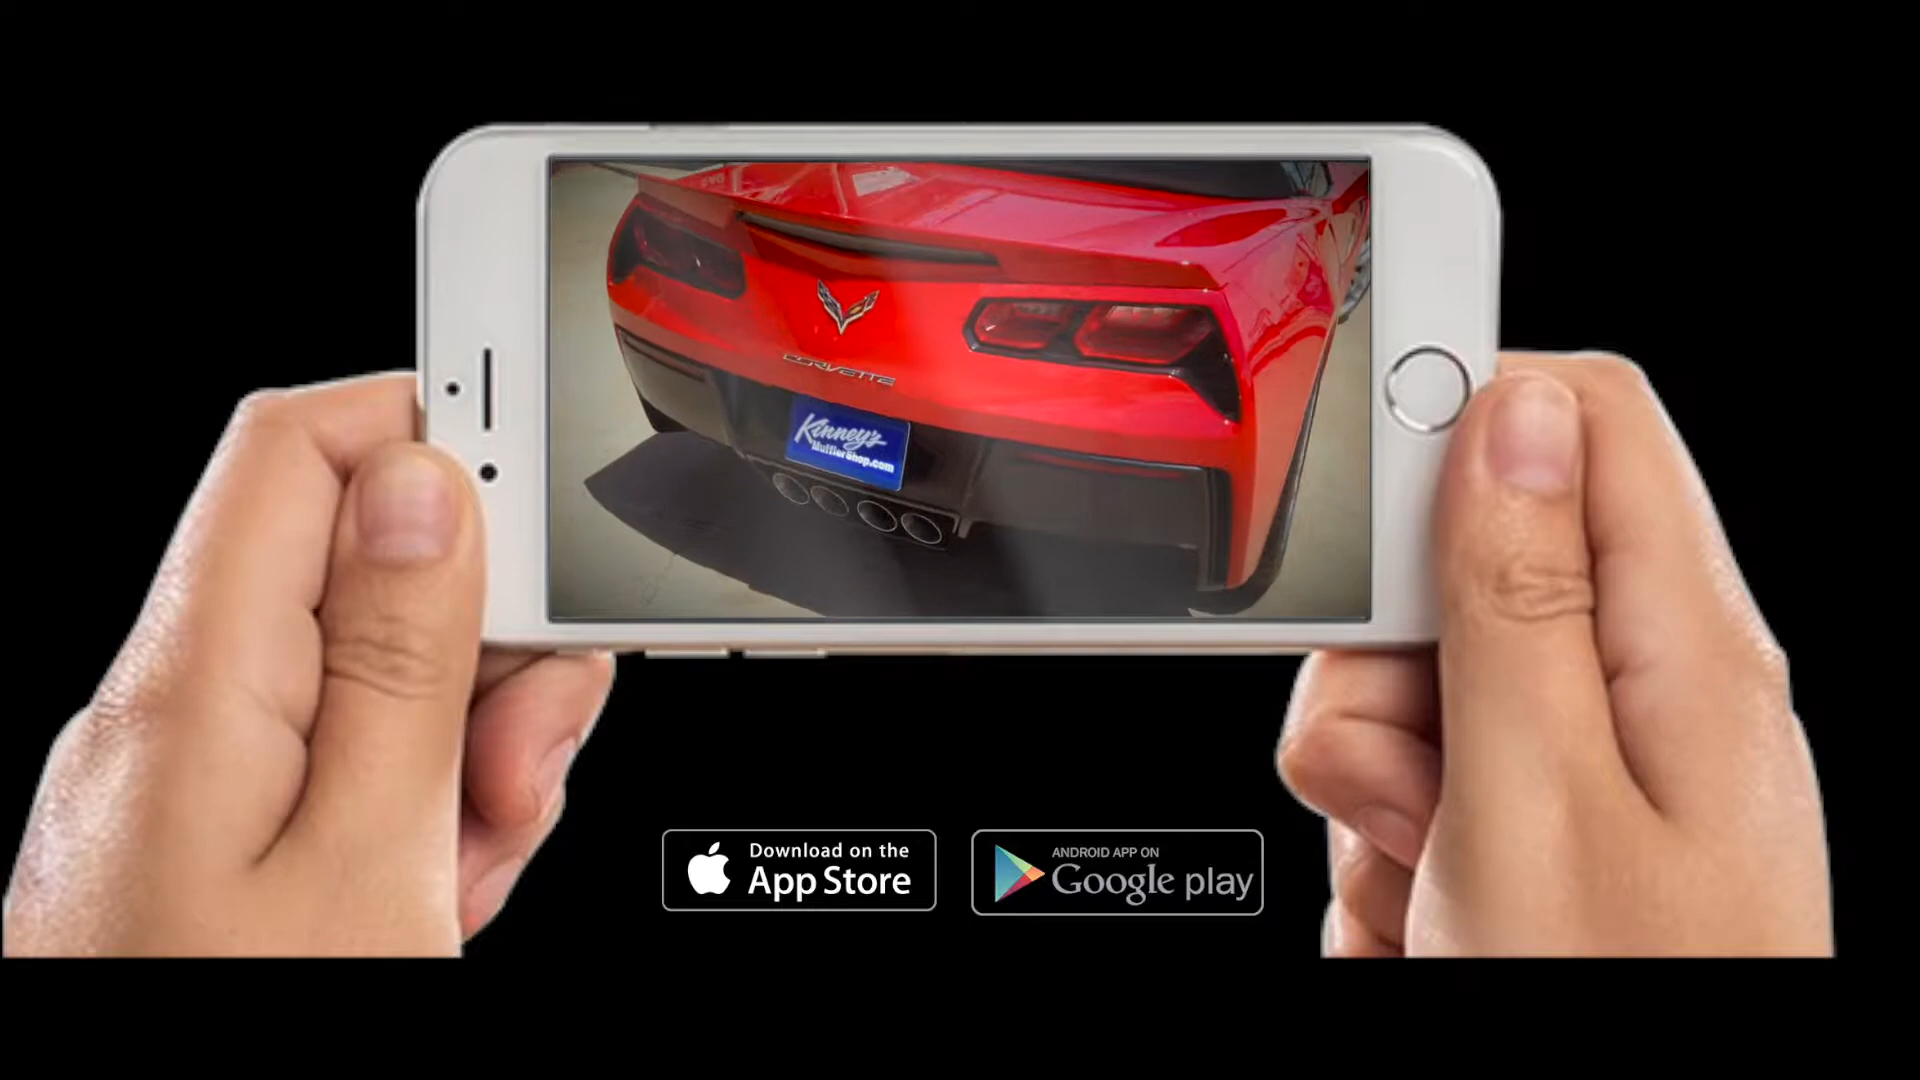 CORVETTE
Kinney's
MufflerShop.com
Download on the
App Store
ANDROID APP ON
Google play